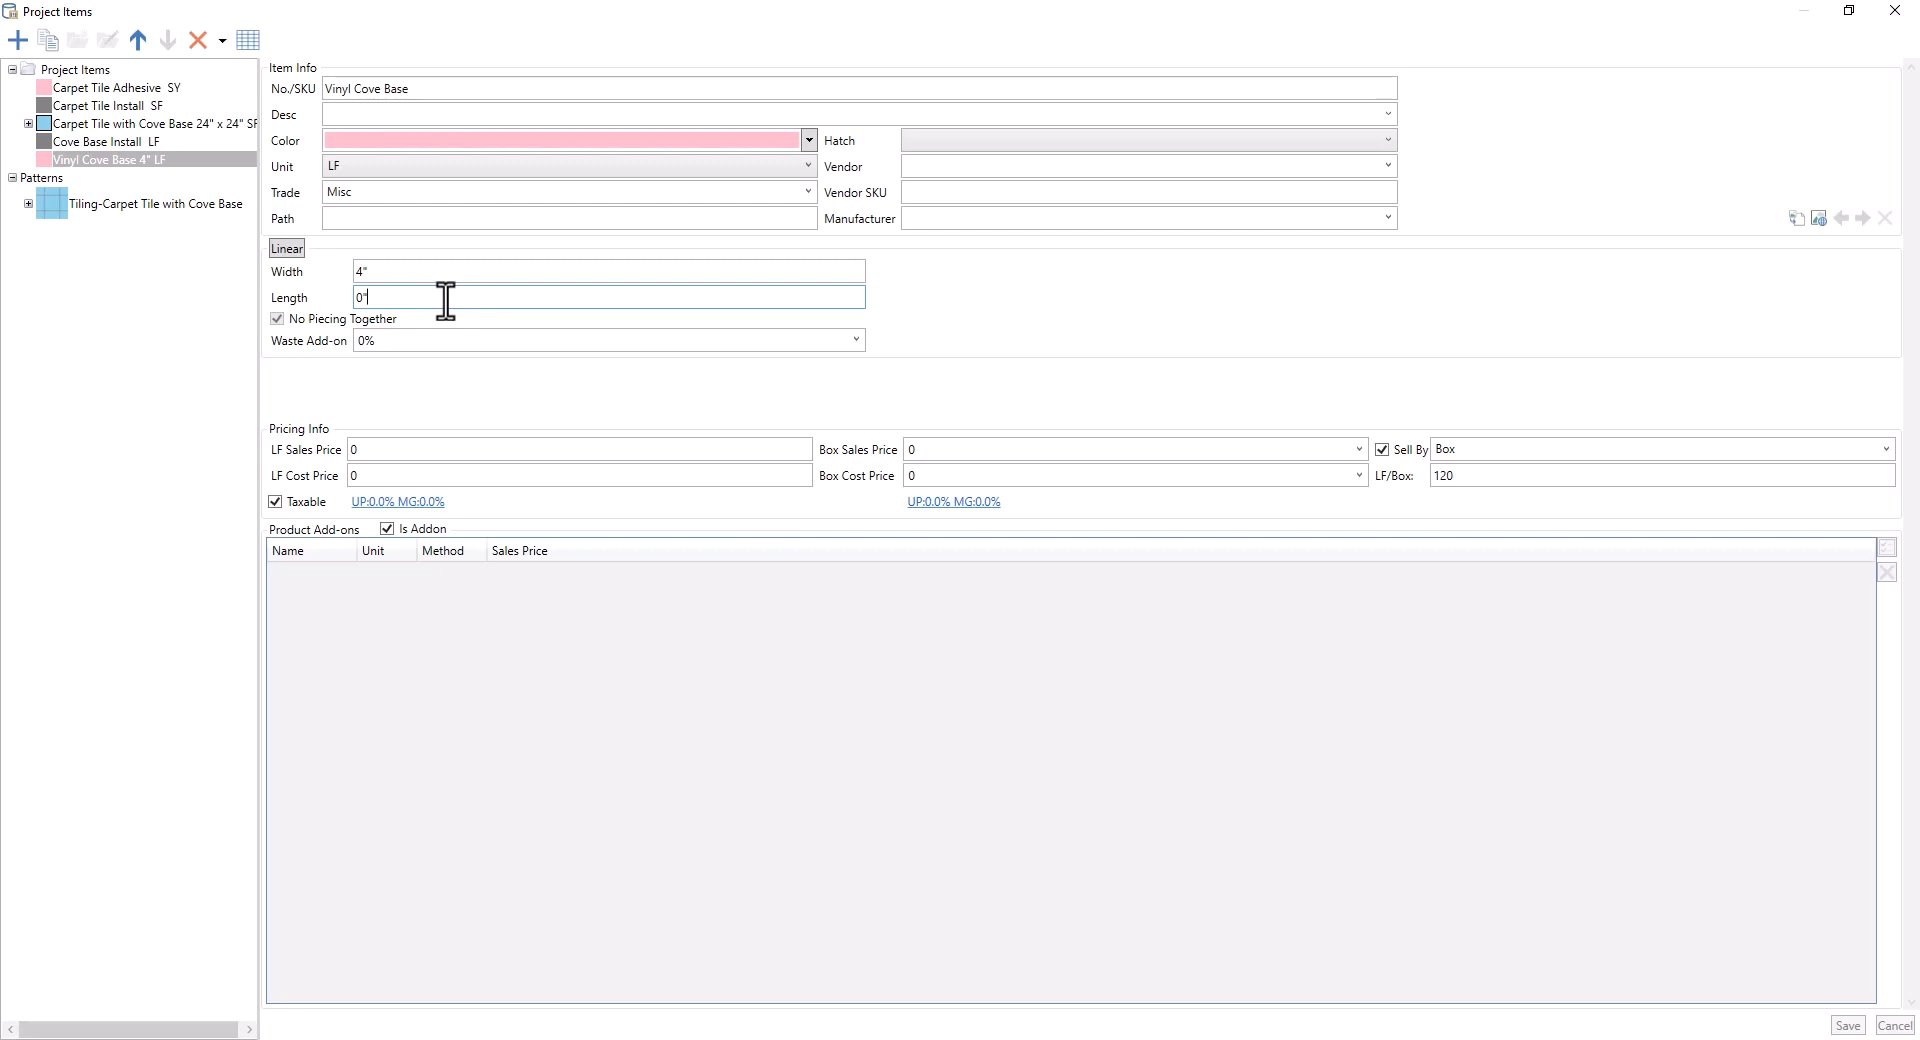 Project Items
Project Items
Carpet Tile Adhesive SY
Carpet Tile Install SF
Carpet Tile with Cove Base 24" x 24" SF
Cove Base Install LF
Vinyl Cove Base 4" LF
Patterns
Tiling-Carpet Tile with Cove Base
Item Info
No./SKU Vinyl Cove Base
Desc
Color Hatch
Unit LF Vendor
Trade Misc Vendor SKU
Path Manufacturer
Linear
Width 4"
Length 0"
No Piecing Together
Waste Add-on 0%
Pricing Info
LF Sales Price 0 Box Sales Price 0 Sell By Box
LF Cost Price 0 Box Cost Price 0 LF/Box: 120
Taxable UP:0.0% MG:0.0% UP:0.0% MG:0.0%
Product Add-ons Is Addon
Name Unit Method Sales Price
Save Cancel